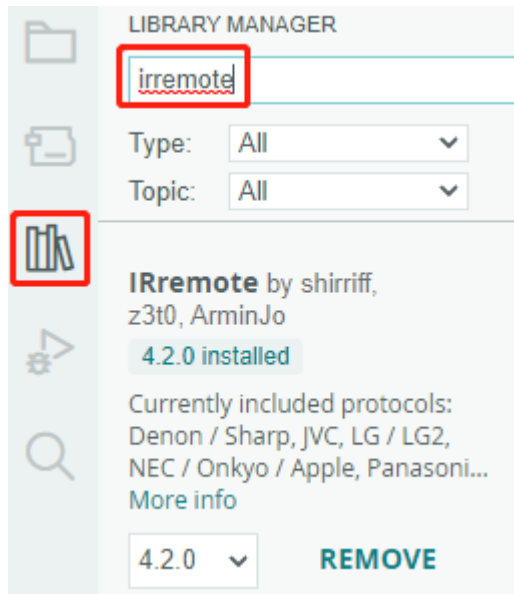 LIBRARY MANAGER
irremote
Type: All
Topic: All
IRremote by shirriff,
z3t0, ArminJo
4.2.0 installed
Currently included protocols:
Denon / Sharp, JVC, LG / LG2,
NEC / Onkyo / Apple, Panasoni...
More info
4.2.0 REMOVE